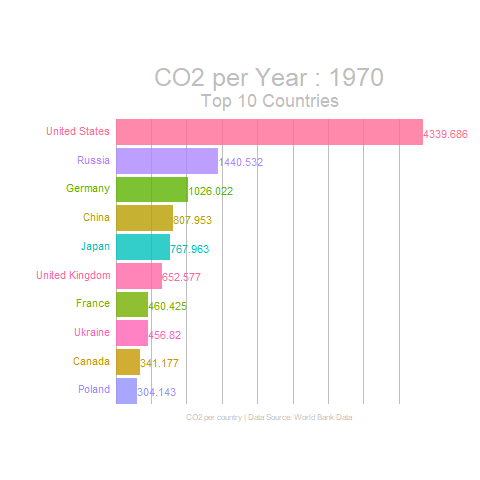 CO2 per Year : 1970
Top 10 Countries
United States 4339.686
Russia 1440.532
Germany 1026.022
China 807.953
Japan 767.963
United Kingdom 652.577
France 460.425
Ukraine 456.82
Canada 341.177
Poland 304.143
CO2 per country | Data Source: World Bank Data